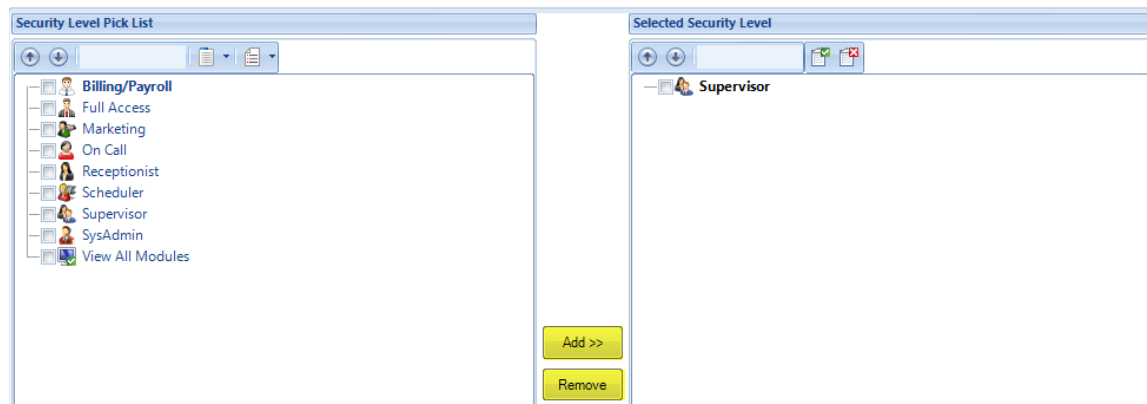 Security Level Pick List
Billing/Payroll
Full Access
Marketing
On Call
Receptionist
Scheduler
Supervisor
SysAdmin
View All Modules
Add >>
Remove
Selected Security Level
Supervisor